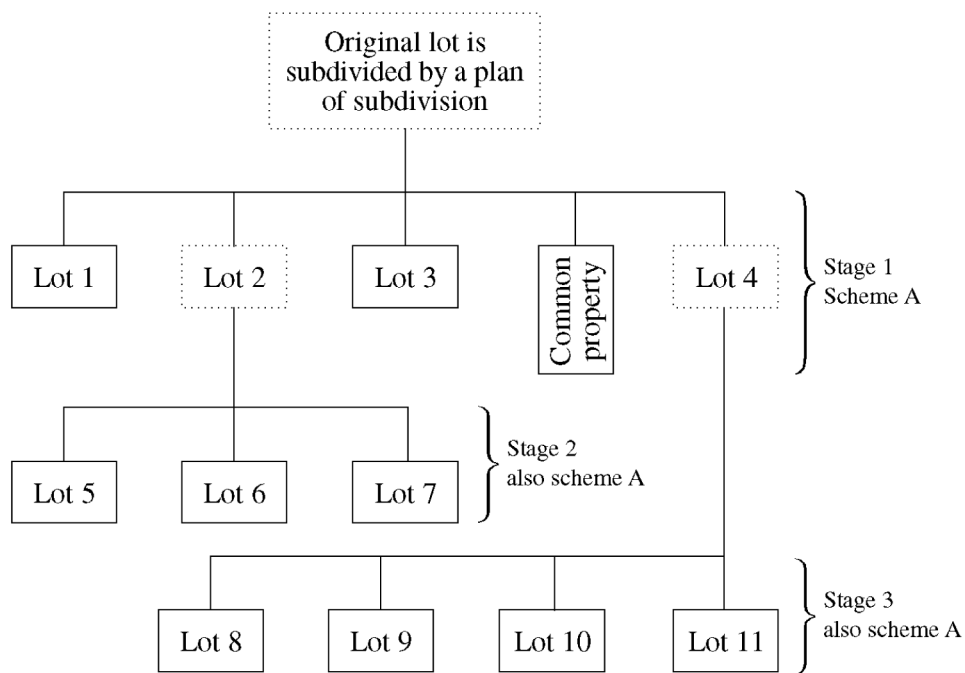 Original lot is
subdivided by a plan
of subdivision
Lot 1
Lot 2
Lot 3
Common
property
Lot 4
Stage 1
Scheme A
Lot 5
Lot 6
Lot 7
Stage 2
also scheme A
Lot 8
Lot 9
Lot 10
Lot 11
Stage 3
also scheme A